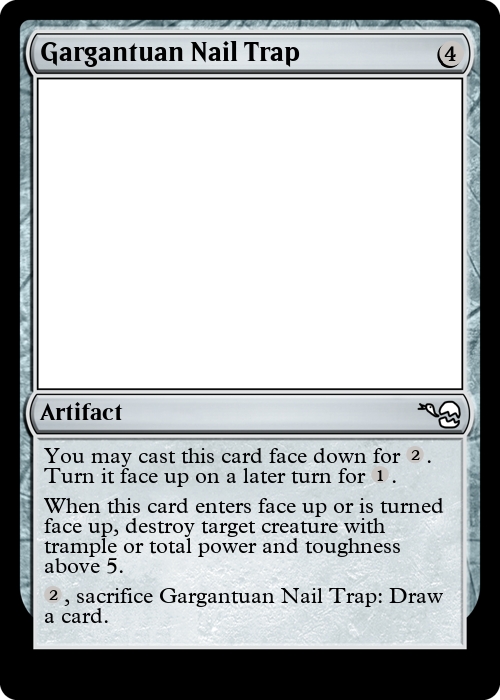 Gargantuan Nail Trap 4
Artifact
You may cast this card face down for 2.
Turn it face up on a later turn for 1.
When this card enters face up or is turned
face up, destroy target creature with
trample or total power and toughness
above 5.
2, sacrifice Gargantuan Nail Trap: Draw
a card.